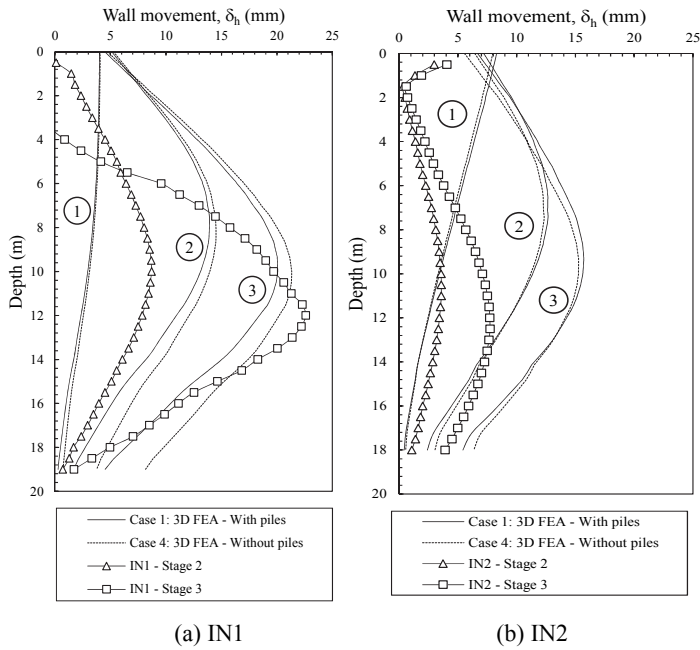 Wall movement, δh (mm)
0 5 10 15 20 25
0
2
4
6
8
10
12
14
16
18
20
Depth (m)
1
2
3
Case 1: 3D FEA - With piles
Case 4: 3D FEA - Without piles
IN1 - Stage 2
IN1 - Stage 3
(a) IN1
Wall movement, δh (mm)
0 5 10 15 20 25
0
2
4
6
8
10
12
14
16
18
20
Depth (m)
1
2
3
Case 1: 3D FEA - With piles
Case 4: 3D FEA - Without piles
IN2 - Stage 2
IN2 - Stage 3
(b) IN2